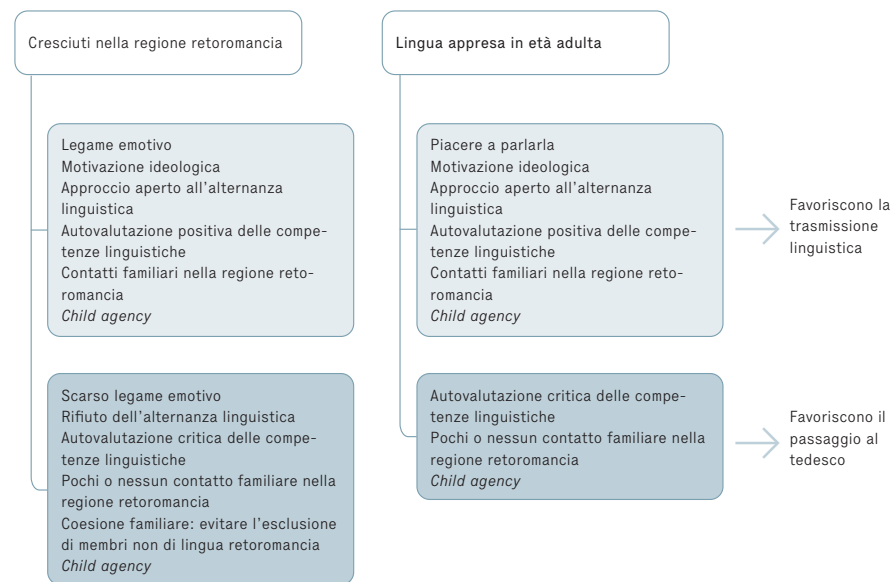 Cresciuti nella regione retoromancia
Legame emotivo
Motivazione ideologica
Approccio aperto all'alternanza
linguistica
Autovalutazione positiva delle compe-
tenze linguistiche
Contatti familiari nella regione reto-
romancia
Child agency
Scarso legame emotivo
Rifiuto dell'alternanza linguistica
Autovalutazione critica delle compe-
tenze linguistiche
Pochi o nessun contatto familiare nella
regione retoromancia
Coesione familiare: evitare l'esclusione
di membri non di lingua retoromancia
Child agency
Lingua appresa in età adulta
Piacere a parlarla
Motivazione ideologica
Approccio aperto all'alternanza
linguistica
Autovalutazione positiva delle compe-
tenze linguistiche
Contatti familiari nella regione reto-
romancia
Child agency
Autovalutazione critica delle compe-
tenze linguistiche
Pochi o nessun contatto familiare nella
regione retoromancia
Child agency
Favoriscono la
trasmissione
linguistica
Favoriscono il
passaggio al
tedesco